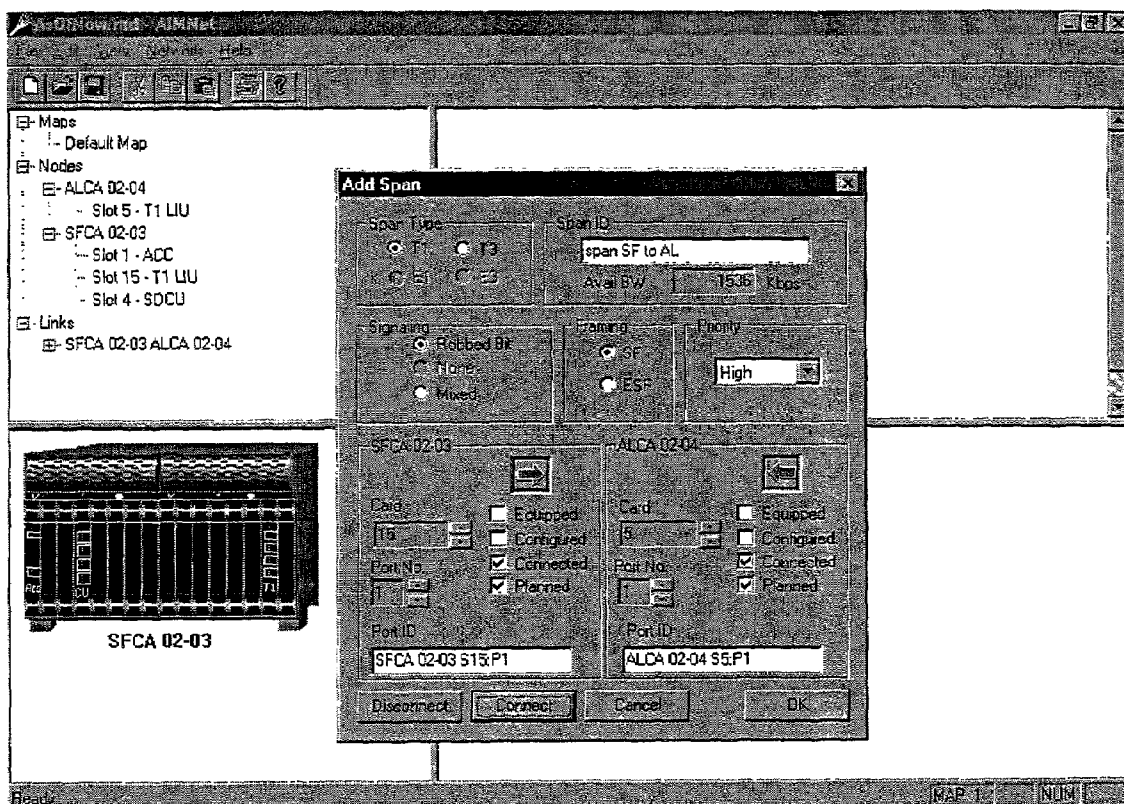 AIMNet
Network Help
Maps
Default Map
Nodes
ALCA 02-04
Slot 5 - T1 LIU
SFCA 02-03
Slot 1 - ACC
Slot 15 - T1 LIU
Slot 4 - SDCU
Links
SFCA 02-03 ALCA 02-04
SFCA 02-03
Add Span
Span Type
T1 T3
E1 E3
Span ID
span SF to AL
Avail BW 1536 Kbps
Signaling
Robbed Bit
None
Mixed
Framing
SF
ESF
Priority
High
SFCA 02-03
Card
15
Port No.
1
Equipped
Configured
Connected
Planned
Port ID
SFCA 02-03 S15:P1
ALCA 02-04
Card
5
Port No.
1
Equipped
Configured
Connected
Planned
Port ID
ALCA 02-04 S5:P1
Disconnect Connect Cancel OK
Ready
MAP 1 NUM